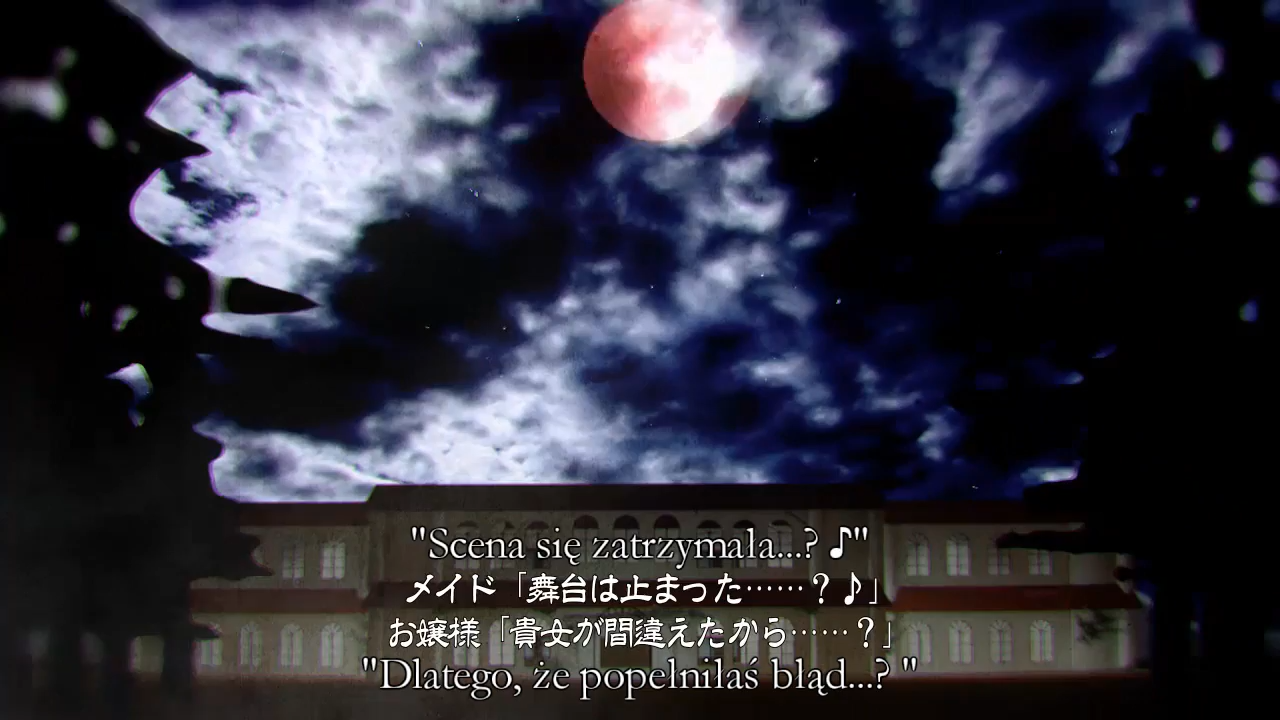 "Scena się zatrzymała...? ♪"
メイド「舞台は止まった……？♪」
お嬢様「貴女が間違えたから……？」
"Dlatego, że popełniłaś błąd...? "